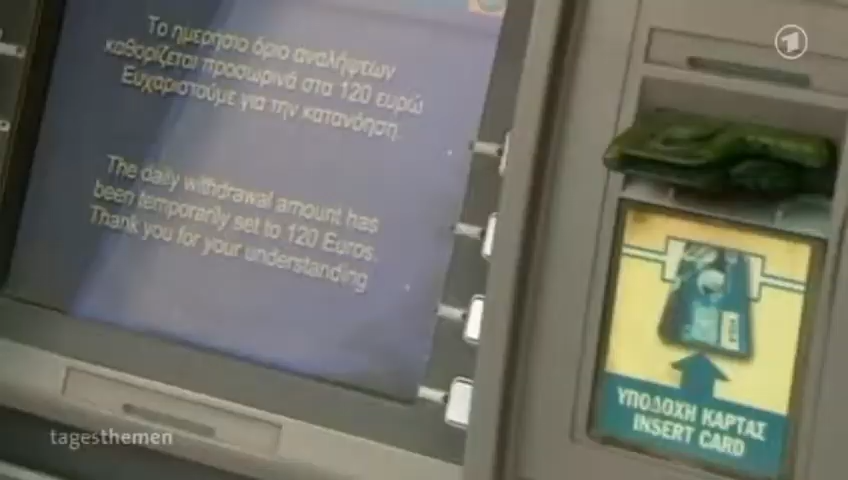 Το ημερήσιο όριο αναλήψεων
καθορίζεται προσωρινά στα 120 ευρώ
Ευχαριστούμε για την κατανόηση.
The daily withdrawal amount has
been temporarily set to 120 Euros.
Thank you for your understanding
ΥΠΟΔΟΧΗ ΚΑΡΤΑΣ
INSERT CARD
tagesthemen
1